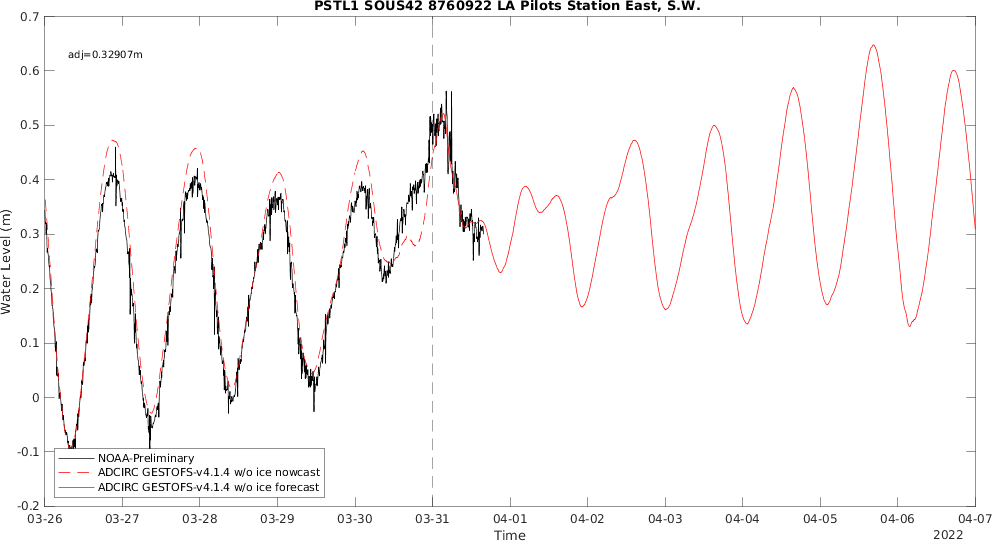 PSTL1 SOUS42 8760922 LA Pilots Station East, S.W.
adj=0.32907m
Water Level (m)
0.7
0.6
0.5
0.4
0.3
0.2
0.1
0
-0.1
-0.2
NOAA-Preliminary
ADCIRC GESTOFS-v4.1.4 w/o ice nowcast
ADCIRC GESTOFS-v4.1.4 w/o ice forecast
03-26 03-27 03-28 03-29 03-30 03-31 04-01 04-02 04-03 04-04 04-05 04-06 04-07
Time
2022